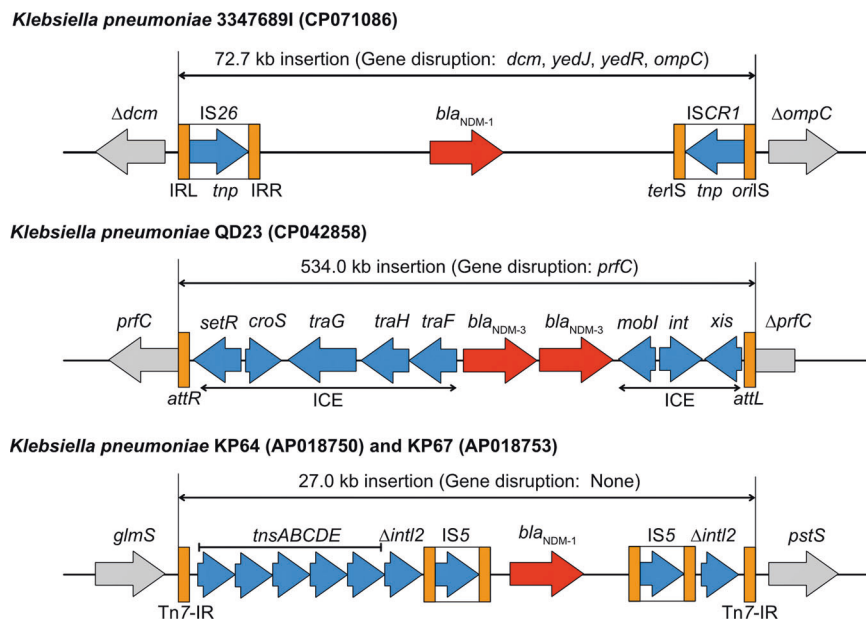 Klebsiella pneumoniae 3347689I (CP071086)
72.7 kb insertion (Gene disruption: dcm, yedJ, yedR, ompC)
Δdcm IS26 blaNDM-1 ISCR1 ΔompC
IRL tnp IRR terIS tnp oriIS
Klebsiella pneumoniae QD23 (CP042858)
534.0 kb insertion (Gene disruption: prfC)
prfC setR croS traG traH traF blaNDM-3 blaNDM-3 mobI int xis ΔprfC
attR ICE ICE attL
Klebsiella pneumoniae KP64 (AP018750) and KP67 (AP018753)
27.0 kb insertion (Gene disruption: None)
glmS tnsABCDE ΔintI2 IS5 blaNDM-1 IS5 ΔintI2 pstS
Tn7-IR Tn7-IR